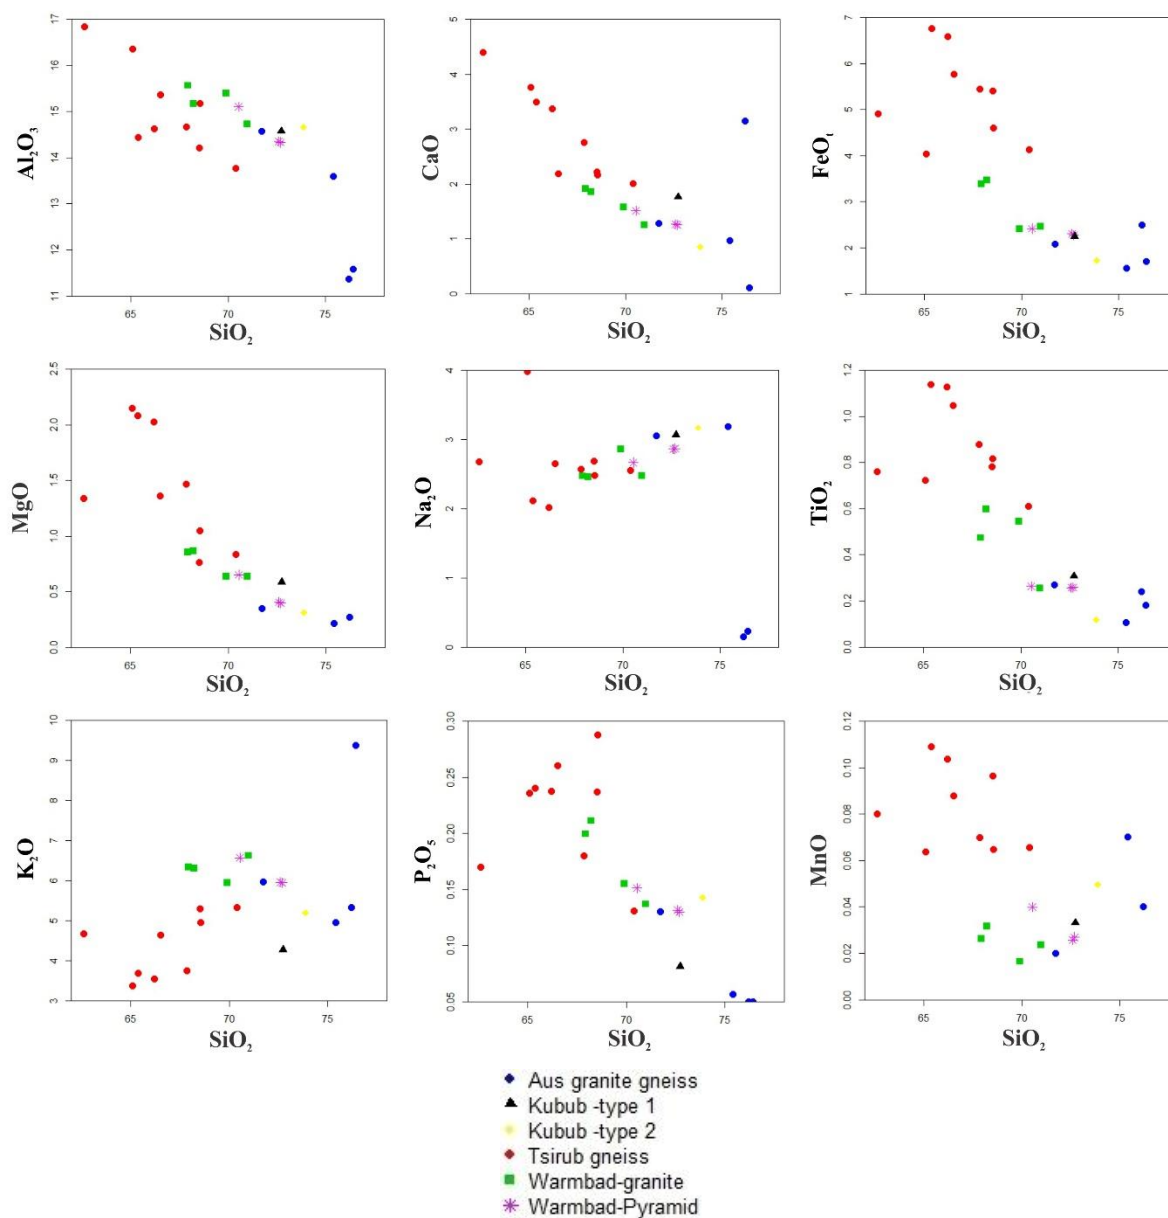 17
16
15
14
13
12
11
Al₂O₃
65 70 75
SiO₂
5
4
3
2
1
0
CaO
65 70 75
SiO₂
7
6
5
4
3
2
1
FeOₜ
65 70 75
SiO₂
2.5
2.0
1.5
1.0
0.5
0.0
MgO
65 70 75
SiO₂
4
3
2
1
0
Na₂O
65 70 75
SiO₂
1.2
1.0
0.8
0.6
0.4
0.2
0.0
TiO₂
65 70 75
SiO₂
10
9
8
7
6
5
4
3
K₂O
65 70 75
SiO₂
0.30
0.25
0.20
0.15
0.10
0.05
P₂O₅
65 70 75
SiO₂
0.12
0.10
0.08
0.06
0.04
0.02
0.00
MnO
65 70 75
SiO₂
Aus granite gneiss
Kubub -type 1
Kubub -type 2
Tsirub gneiss
Warmbad-granite
Warmbad-Pyramid